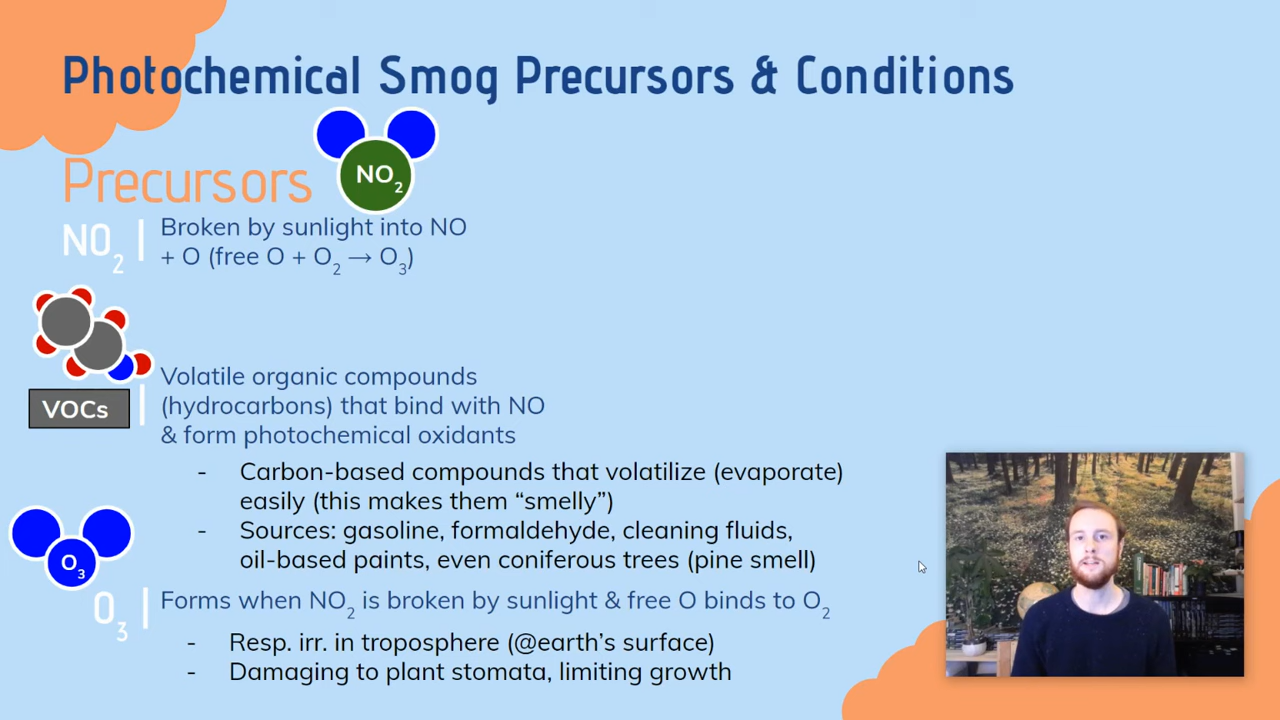 Photochemical Smog Precursors & Conditions
Precursors
NO₂
NO₂
Broken by sunlight into NO
+ O (free O + O₂ → O₃)
VOCs
Volatile organic compounds
(hydrocarbons) that bind with NO
& form photochemical oxidants
- Carbon-based compounds that volatilize (evaporate)
easily (this makes them “smelly”)
- Sources: gasoline, formaldehyde, cleaning fluids,
oil-based paints, even coniferous trees (pine smell)
O₃
O₃
Forms when NO₂ is broken by sunlight & free O binds to O₂
- Resp. irr. in troposphere (@earth’s surface)
- Damaging to plant stomata, limiting growth